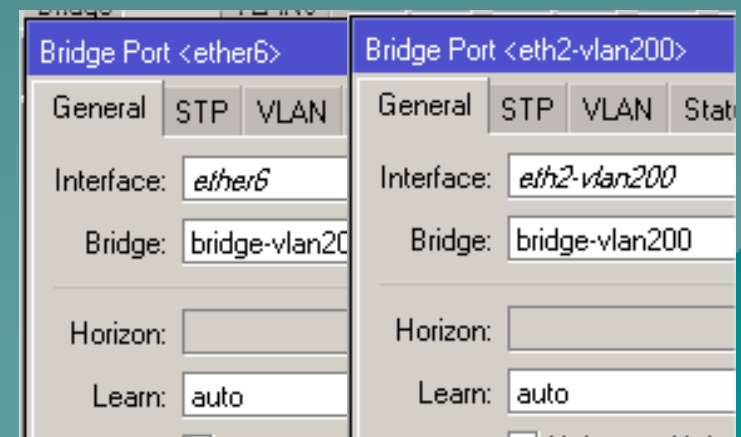 Bridge Port <ether6>
General STP VLAN
Interface: ether6
Bridge: bridge-vlan20
Horizon:
Learn: auto
Bridge Port <eth2-vlan200>
General STP VLAN Stat
Interface: eth2-vlan200
Bridge: bridge-vlan200
Horizon:
Learn: auto